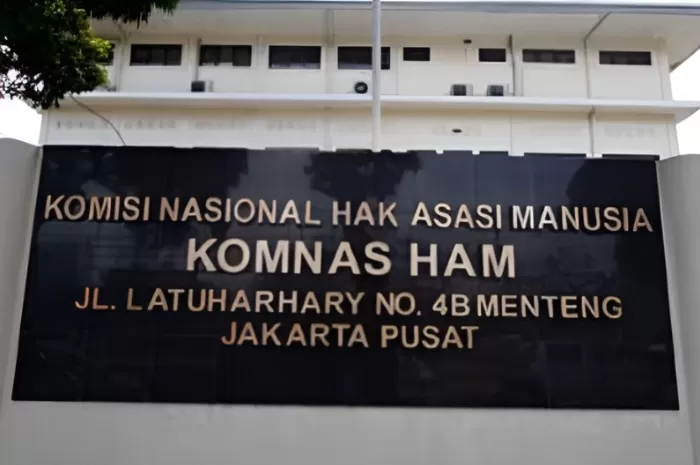 KOMISI NASIONAL HAK ASASI MANUSIA
KOMNAS HAM
JL. LATUHARHARY NO. 4B MENTENG
JAKARTA PUSAT